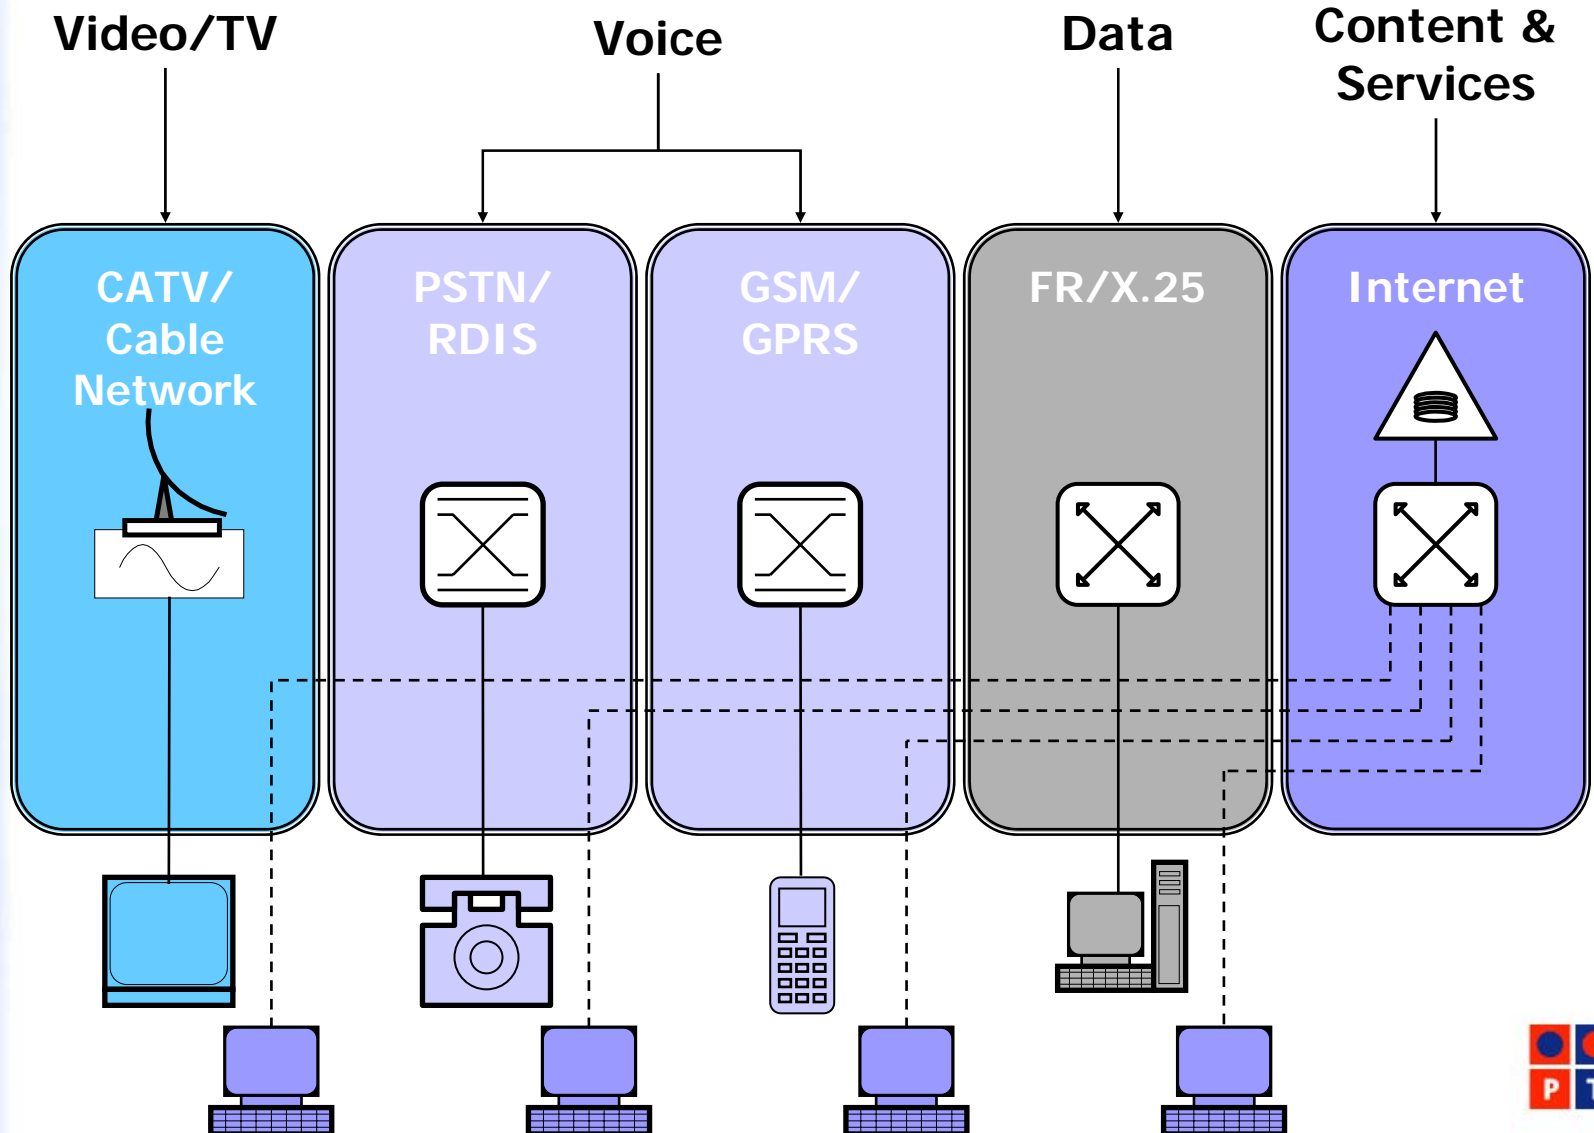 Video/TV
Voice
Data
Content &
Services
CATV/
Cable
Network
PSTN/
RDIS
GSM/
GPRS
FR/X.25
Internet
P